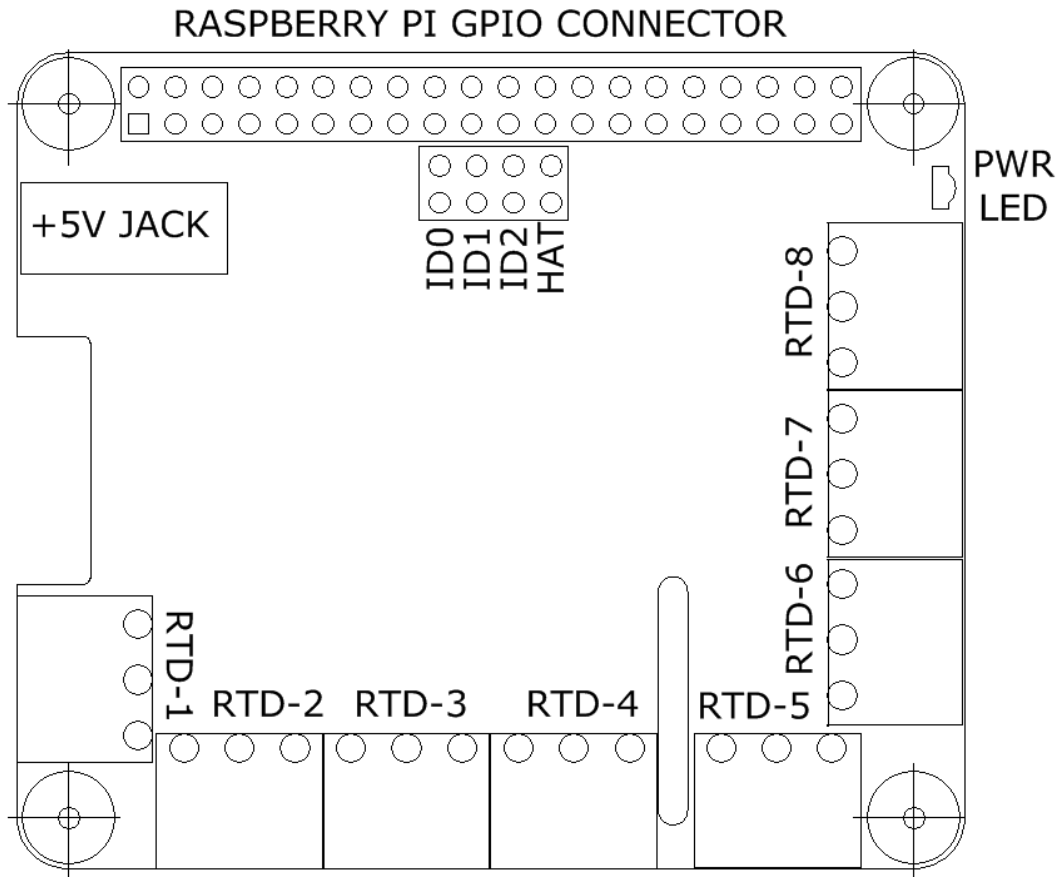 RASPBERRY PI GPIO CONNECTOR
PWR
LED
+5V JACK
ID0
ID1
ID2
HAT
RTD-8
RTD-7
RTD-6
RTD-1
RTD-2
RTD-3
RTD-4
RTD-5